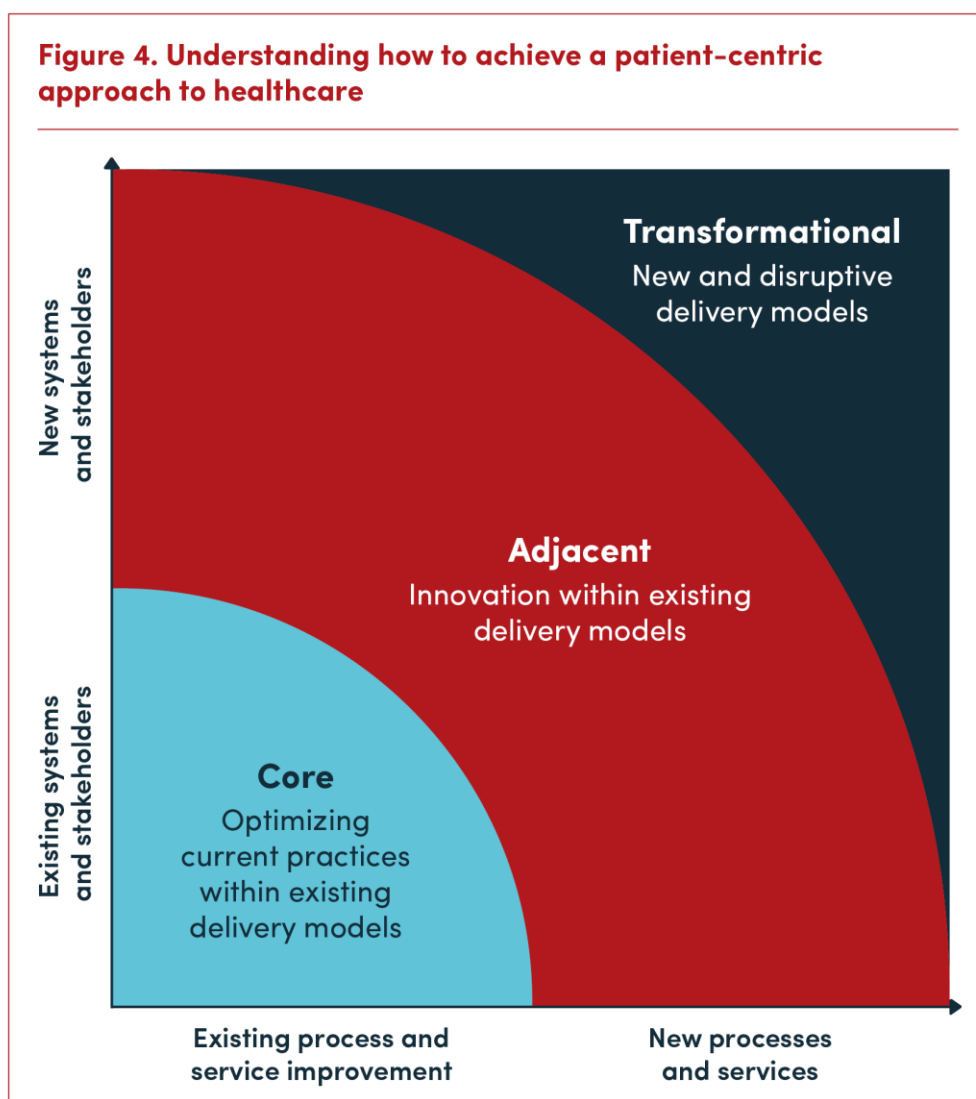 Figure 4. Understanding how to achieve a patient-centric
approach to healthcare
New systems
and stakeholders
Existing systems
and stakeholders
Transformational
New and disruptive
delivery models
Adjacent
Innovation within existing
delivery models
Core
Optimizing
current practices
within existing
delivery models
Existing process and
service improvement
New processes
and services